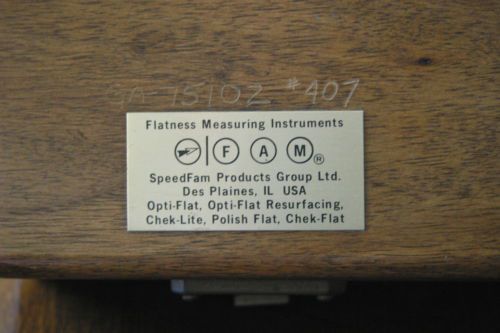 GA-15102 #407
Flatness Measuring Instruments
F A M ®
SpeedFam Products Group Ltd.
Des Plaines, IL USA
Opti-Flat, Opti-Flat Resurfacing,
Chek-Lite, Polish Flat, Chek-Flat